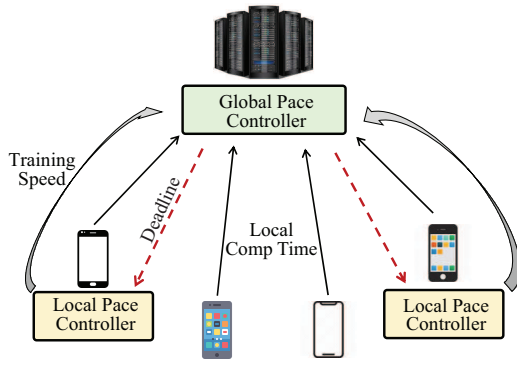 Global Pace
Controller
Training
Speed
Deadline
Local
Comp Time
Local Pace
Controller
Local Pace
Controller